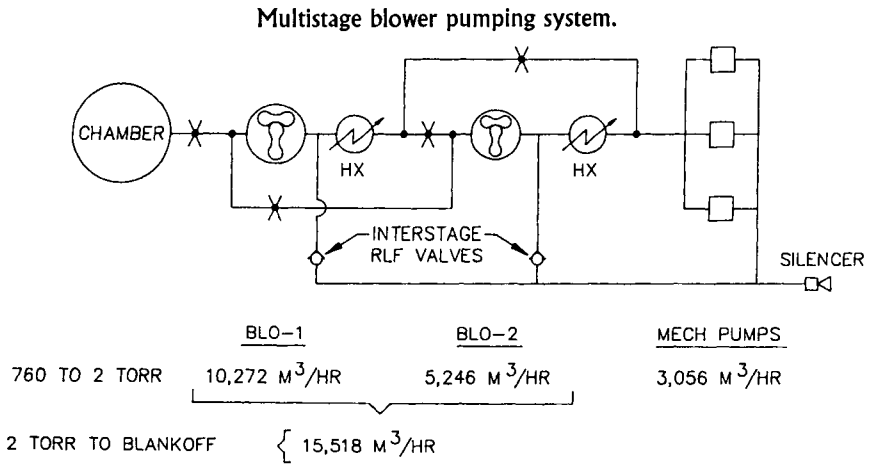 Multistage blower pumping system.
CHAMBER
HX
HX
INTERSTAGE
RLF VALVES
SILENCER
BLO-1 BLO-2 MECH PUMPS
760 TO 2 TORR 10,272 M³/HR 5,246 M³/HR 3,056 M³/HR
2 TORR TO BLANKOFF { 15,518 M³/HR